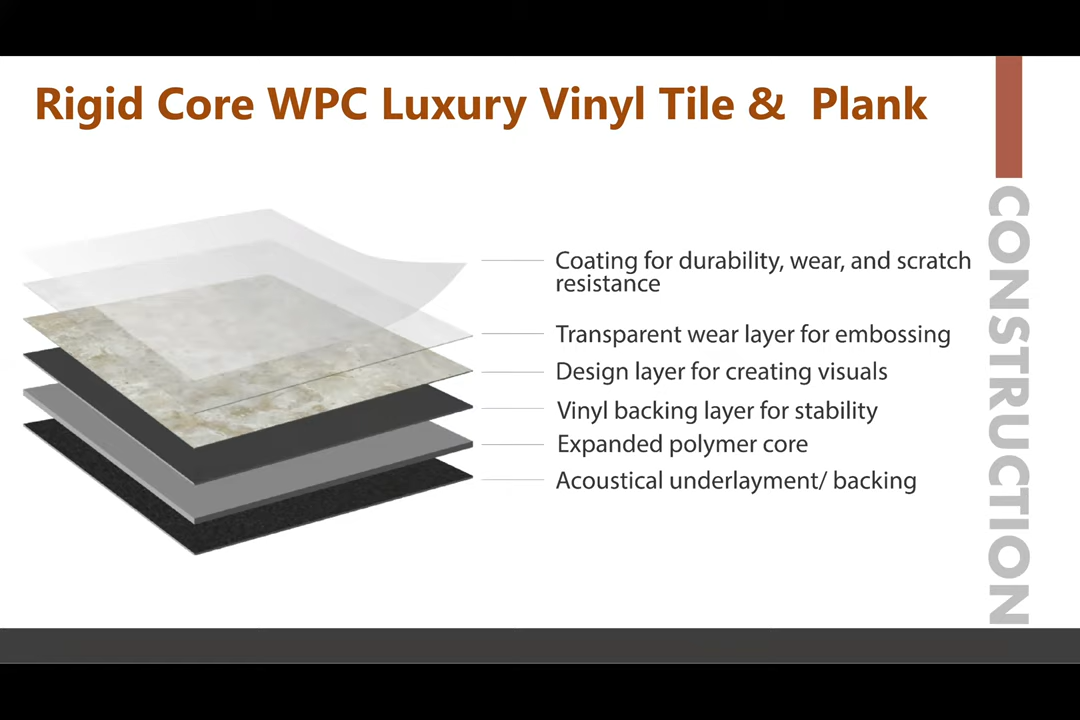 Rigid Core WPC Luxury Vinyl Tile & Plank
Coating for durability, wear, and scratch
resistance
Transparent wear layer for embossing
Design layer for creating visuals
Vinyl backing layer for stability
Expanded polymer core
Acoustical underlayment/ backing
CONSTRUCTION